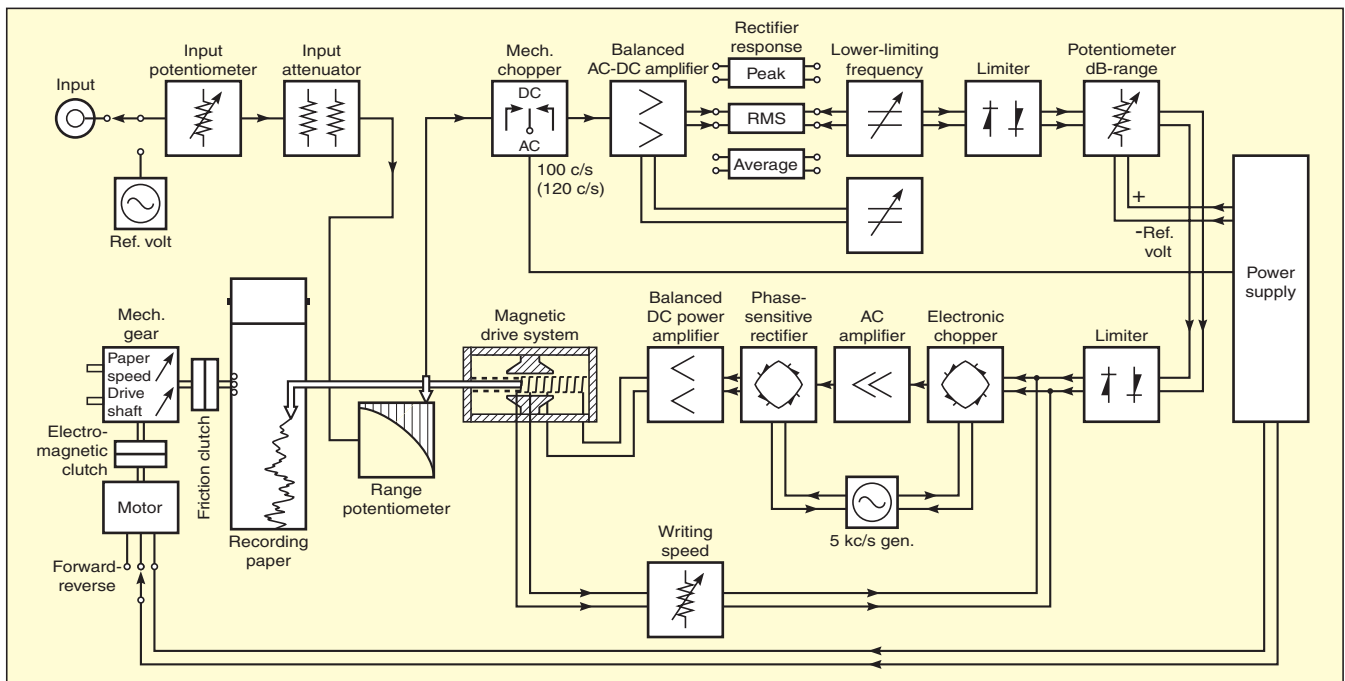 Input
Input
potentiometer
Input
attenuator
Ref. volt
Mech.
chopper
DC
AC
100 c/s
(120 c/s)
Balanced
AC-DC amplifier
Rectifier
response
Peak
RMS
Average
Lower-limiting
frequency
Limiter
Potentiometer
dB-range
+
-Ref.
volt
Power
supply
Mech.
gear
Paper
speed
Drive
shaft
Electro-
magnetic
clutch
Motor
Forward-
reverse
Friction clutch
Recording
paper
Range
potentiometer
Magnetic
drive system
Balanced
DC power
amplifier
Phase-
sensitive
rectifier
AC
amplifier
Electronic
chopper
Limiter
5 kc/s gen.
Writing
speed